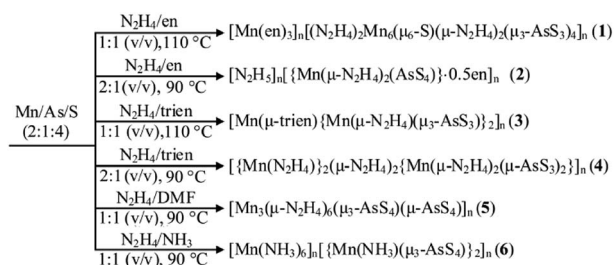 N₂H₄/en
1:1 (v/v),110 °C
[Mn(en)₃]ₙ[(N₂H₄)₂Mn₆(μ₆-S)(μ-N₂H₄)₂(μ₃-AsS₃)₄]ₙ (1)
N₂H₄/en
2:1(v/v), 90 °C
[N₂H₅]ₙ[{Mn(μ-N₂H₄)₂(AsS₄)}·0.5en]ₙ (2)
Mn/As/S
(2:1:4)
N₂H₄/trien
1:1 (v/v),110 °C
[Mn(μ-trien){Mn(μ-N₂H₄)(μ₃-AsS₃)}₂]ₙ (3)
N₂H₄/trien
2:1 (v/v), 90 °C
[{Mn(N₂H₄)}₂(μ-N₂H₄)₂{Mn(μ-N₂H₄)₂(μ-AsS₃)₂}]ₙ (4)
N₂H₄/DMF
1:1 (v/v), 90 °C
[Mn₃(μ-N₂H₄)₆(μ₃-AsS₄)(μ-AsS₄)]ₙ (5)
N₂H₄/NH₃
1:1 (v/v), 90 °C
[Mn(NH₃)₆]ₙ[{Mn(NH₃)(μ₃-AsS₄)}₂]ₙ (6)